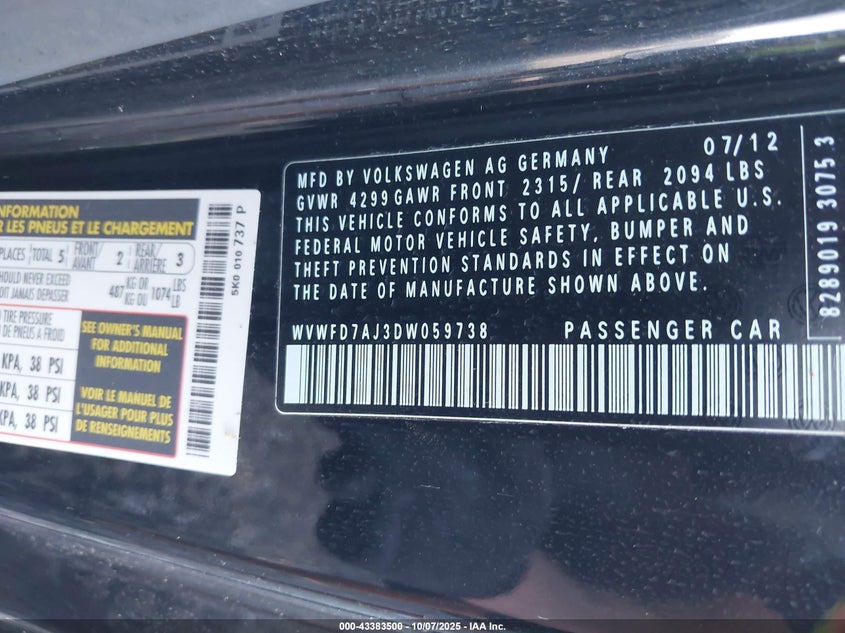 INFORMATION
R LES PNEUS ET LE CHARGEMENT
PLACES TOTAL 5 FRONT/AVANT 2 REAR/ARRIÈRE 3
HOULD NEVER EXCEED
OIT JAMAIS DÉPASSER
487 KG OR KG OU 1074 LBS LB
TIRE PRESSURE
DE PNEUS A FROID
KPA, 38 PSI
KPA, 38 PSI
KPA, 38 PSI
SEE OWNER'S MANUAL
FOR ADDITIONAL
INFORMATION
VOIR LE MANUEL DE
L'USAGER POUR PLUS
DE RENSEIGNEMENTS
5K0 010 737 P
07/12
MFD BY VOLKSWAGEN AG GERMANY
GVWR 4299 GAWR FRONT 2315/ REAR 2094 LBS
THIS VEHICLE CONFORMS TO ALL APPLICABLE U.S.
FEDERAL MOTOR VEHICLE SAFETY, BUMPER AND
THEFT PREVENTION STANDARDS IN EFFECT ON
THE DATE OF MANUFACTURE SHOWN ABOVE.
WVWFD7AJ3DW059738 PASSENGER CAR
8289019 3075 3
000-43383500 - 10/07/2025 - IAA Inc.